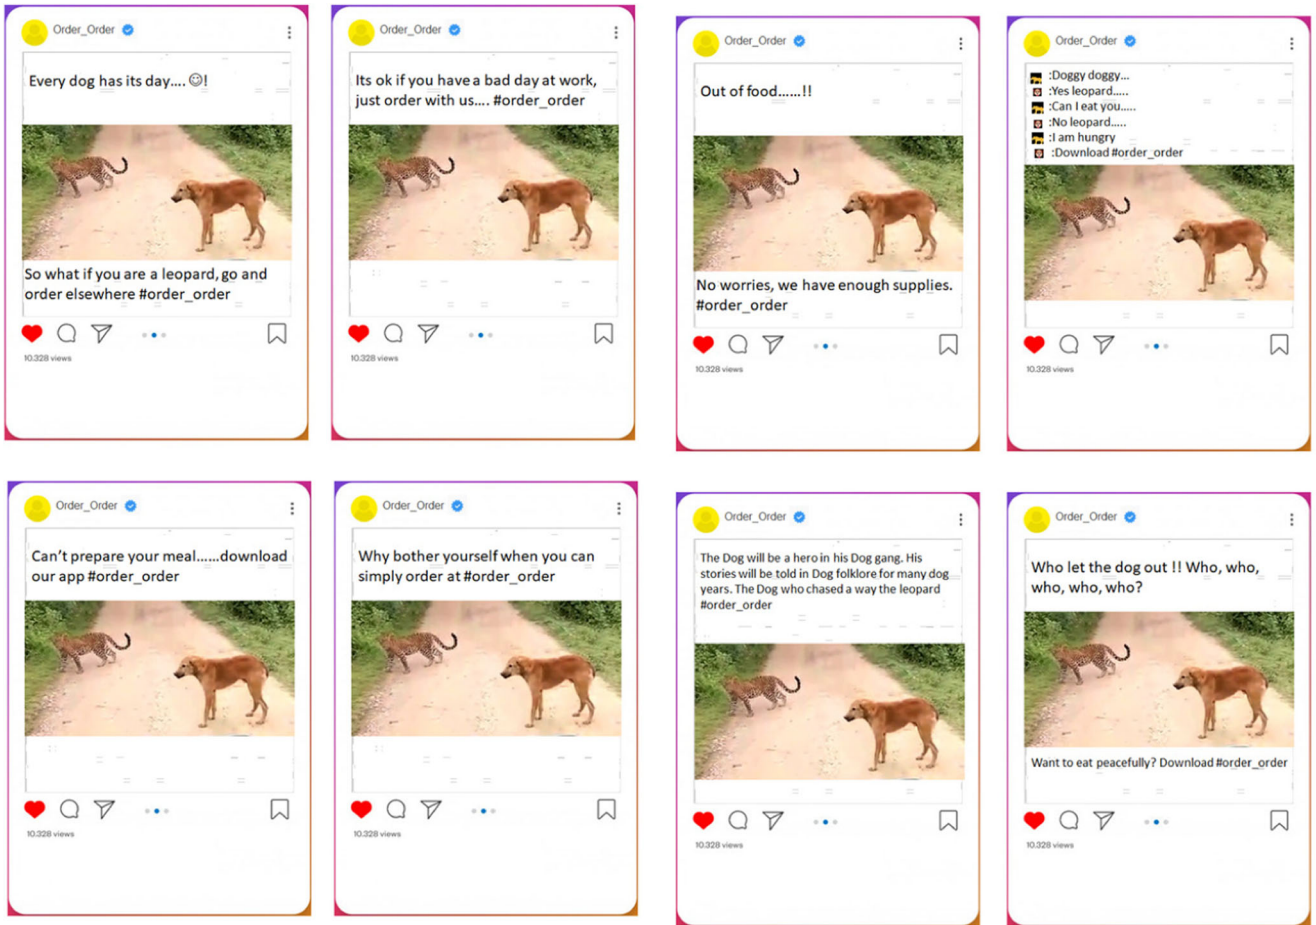 Order_Order
Every dog has its day.... ☺!
So what if you are a leopard, go and
order elsewhere #order_order
10.328 views
Order_Order
Its ok if you have a bad day at work,
just order with us.... #order_order
10.328 views
Order_Order
Out of food......!!
No worries, we have enough supplies.
#order_order
10.328 views
Order_Order
:Doggy doggy...
:Yes leopard.....
:Can I eat you.....
:No leopard.....
:I am hungry
:Download #order_order
10.328 views
Order_Order
Can't prepare your meal......download
our app #order_order
10.328 views
Order_Order
Why bother yourself when you can
simply order at #order_order
10.328 views
Order_Order
The Dog will be a hero in his Dog gang. His
stories will be told in Dog folklore for many dog
years. The Dog who chased a way the leopard
#order_order
10.328 views
Order_Order
Who let the dog out !! Who, who,
who, who, who?
Want to eat peacefully? Download #order_order
10.328 views